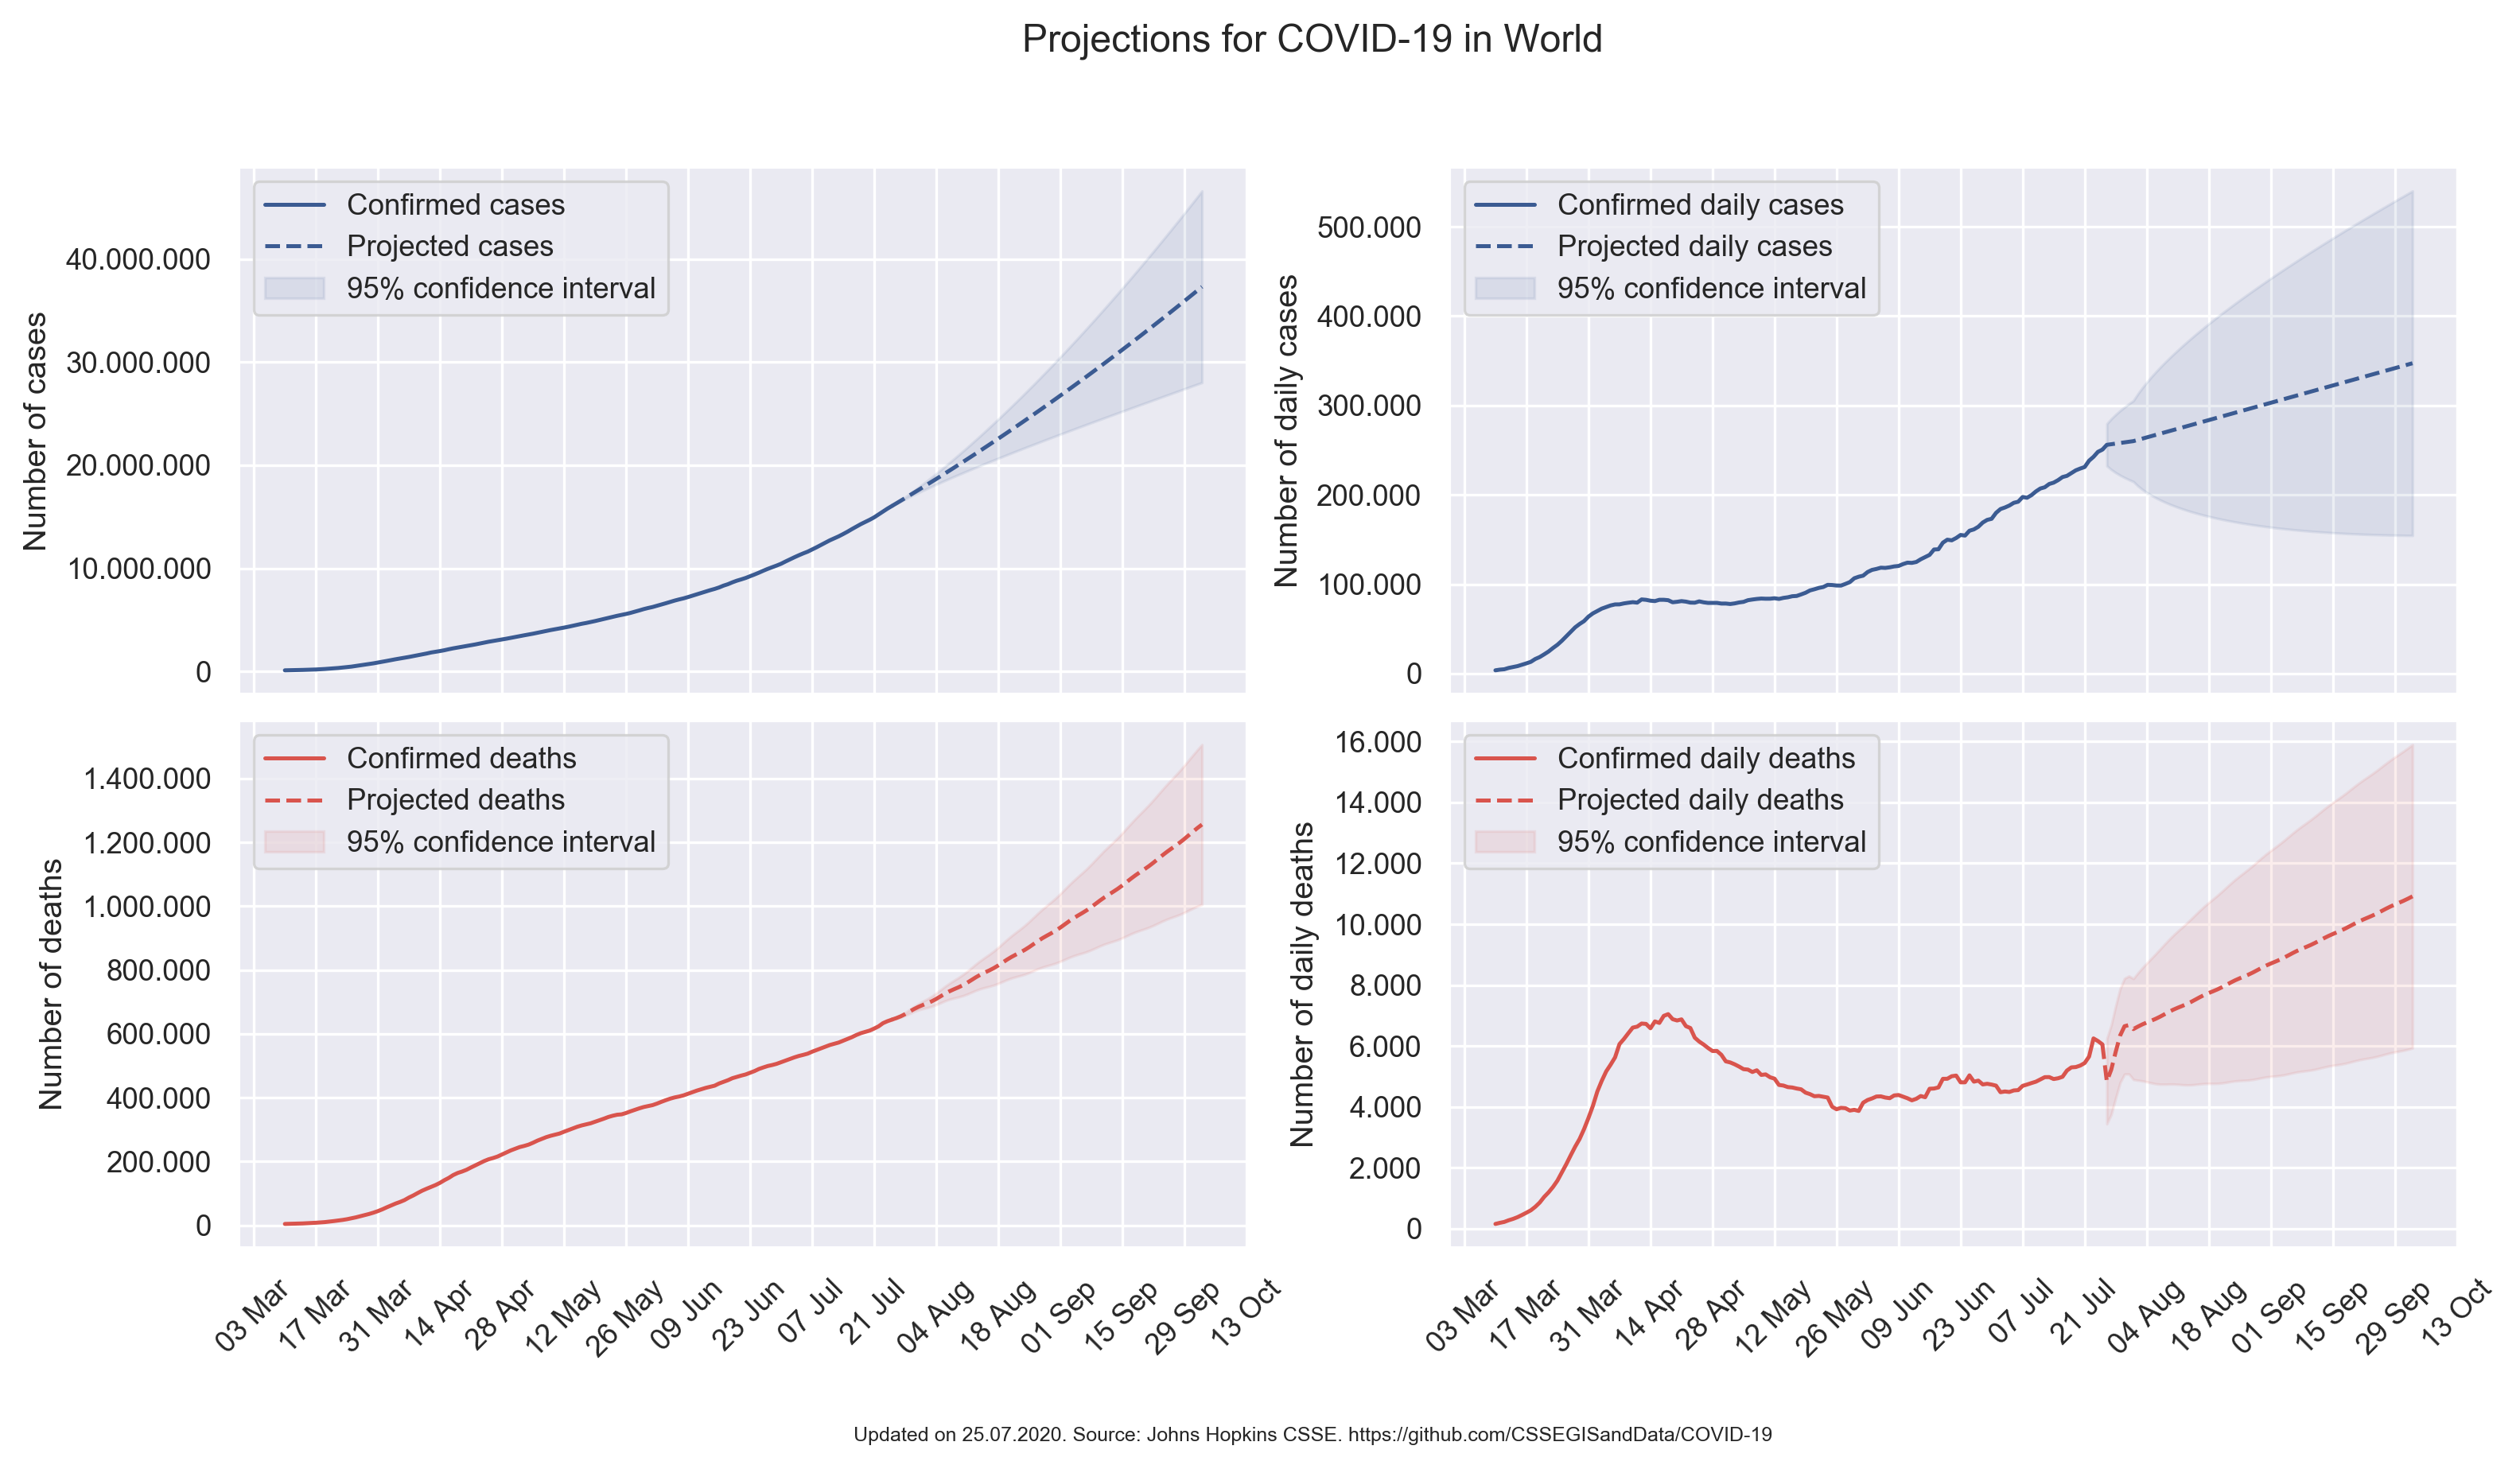 Projections for COVID-19 in World
Number of cases
40.000.000
30.000.000
20.000.000
10.000.000
0
Confirmed cases
Projected cases
95% confidence interval
Number of daily cases
500.000
400.000
300.000
200.000
100.000
0
Confirmed daily cases
Projected daily cases
95% confidence interval
Number of deaths
1.400.000
1.200.000
1.000.000
800.000
600.000
400.000
200.000
0
Confirmed deaths
Projected deaths
95% confidence interval
03 Mar
17 Mar
31 Mar
14 Apr
28 Apr
12 May
26 May
09 Jun
23 Jun
07 Jul
21 Jul
04 Aug
18 Aug
01 Sep
15 Sep
29 Sep
13 Oct
Number of daily deaths
16.000
14.000
12.000
10.000
8.000
6.000
4.000
2.000
0
Confirmed daily deaths
Projected daily deaths
95% confidence interval
03 Mar
17 Mar
31 Mar
14 Apr
28 Apr
12 May
26 May
09 Jun
23 Jun
07 Jul
21 Jul
04 Aug
18 Aug
01 Sep
15 Sep
29 Sep
13 Oct
Updated on 25.07.2020. Source: Johns Hopkins CSSE. https://github.com/CSSEGISandData/COVID-19